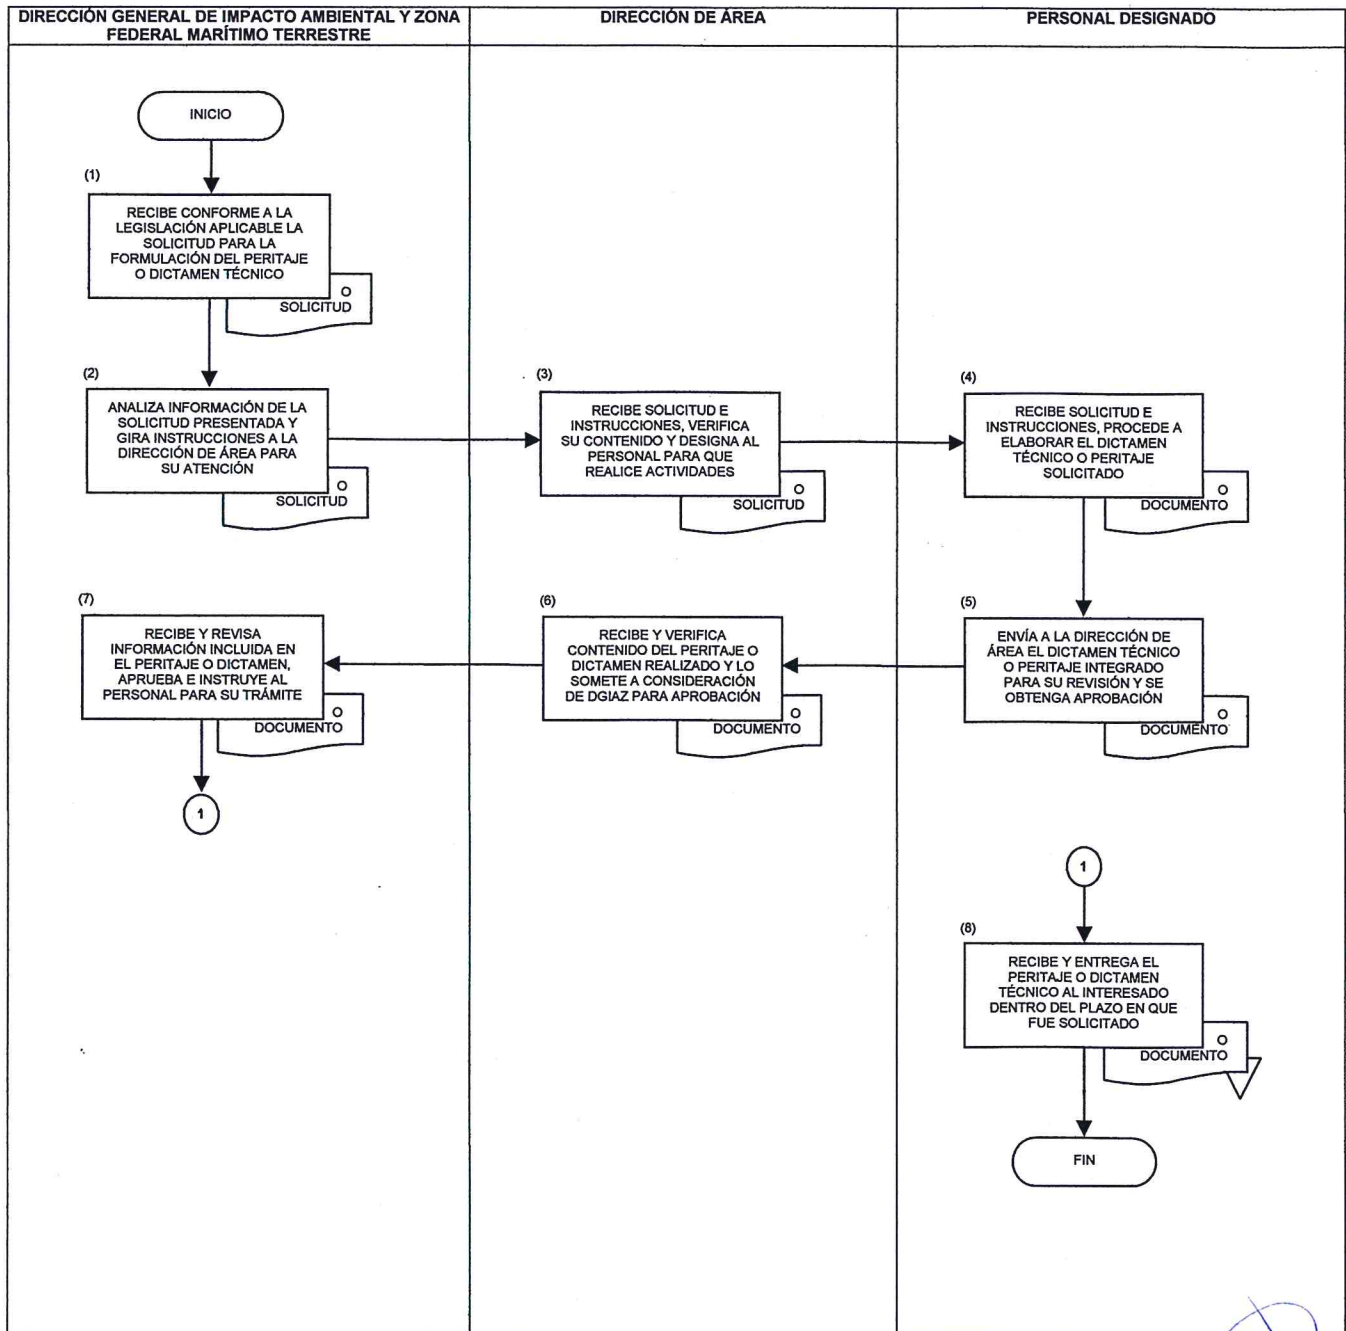 DIRECCIÓN GENERAL DE IMPACTO AMBIENTAL Y ZONA
FEDERAL MARÍTIMO TERRESTRE
DIRECCIÓN DE ÁREA
PERSONAL DESIGNADO
INICIO
(1)
RECIBE CONFORME A LA
LEGISLACIÓN APLICABLE LA
SOLICITUD PARA LA
FORMULACIÓN DEL PERITAJE
O DICTAMEN TÉCNICO
O
SOLICITUD
(2)
ANALIZA INFORMACIÓN DE LA
SOLICITUD PRESENTADA Y
GIRA INSTRUCCIONES A LA
DIRECCIÓN DE ÁREA PARA
SU ATENCIÓN
O
SOLICITUD
(3)
RECIBE SOLICITUD E
INSTRUCCIONES, VERIFICA
SU CONTENIDO Y DESIGNA AL
PERSONAL PARA QUE
REALICE ACTIVIDADES
O
SOLICITUD
(4)
RECIBE SOLICITUD E
INSTRUCCIONES, PROCEDE A
ELABORAR EL DICTAMEN
TÉCNICO O PERITAJE
SOLICITADO
O
DOCUMENTO
(5)
ENVÍA A LA DIRECCIÓN DE
ÁREA EL DICTAMEN TÉCNICO
O PERITAJE INTEGRADO
PARA SU REVISIÓN Y SE
OBTENGA APROBACIÓN
O
DOCUMENTO
(6)
RECIBE Y VERIFICA
CONTENIDO DEL PERITAJE O
DICTAMEN REALIZADO Y LO
SOMETE A CONSIDERACIÓN
DE DGIAZ PARA APROBACIÓN
O
DOCUMENTO
(7)
RECIBE Y REVISA
INFORMACIÓN INCLUIDA EN
EL PERITAJE O DICTAMEN,
APRUEBA E INSTRUYE AL
PERSONAL PARA SU TRÁMITE
O
DOCUMENTO
1
1
(8)
RECIBE Y ENTREGA EL
PERITAJE O DICTAMEN
TÉCNICO AL INTERESADO
DENTRO DEL PLAZO EN QUE
FUE SOLICITADO
O
DOCUMENTO
FIN